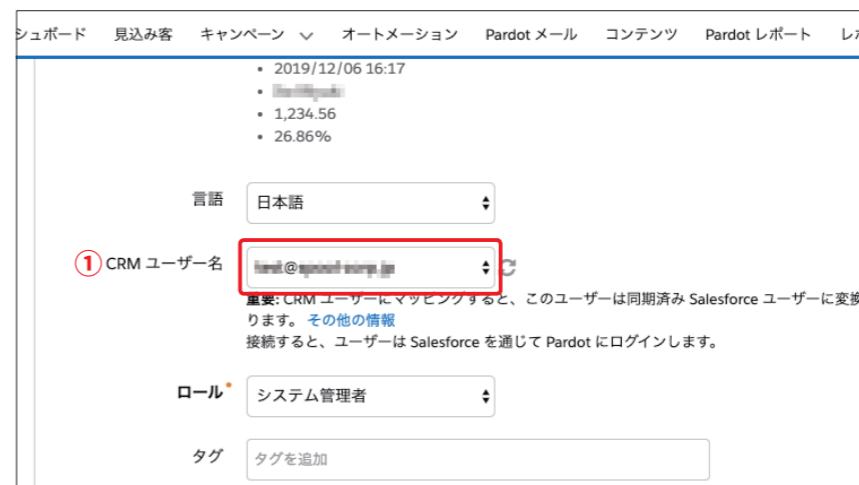 シュボード 見込み客 キャンペーン オートメーション Pardot メール コンテンツ Pardot レポート レポ
• 2019/12/06 16:17
•
• 1,234.56
• 26.86%
言語 日本語
① CRM ユーザー名 @
重要: CRM ユーザーにマッピングすると、このユーザーは同期済み Salesforce ユーザーに変換
ります。 その他の情報
接続すると、ユーザーは Salesforce を通じて Pardot にログインします。
ロール システム管理者
タグ タグを追加